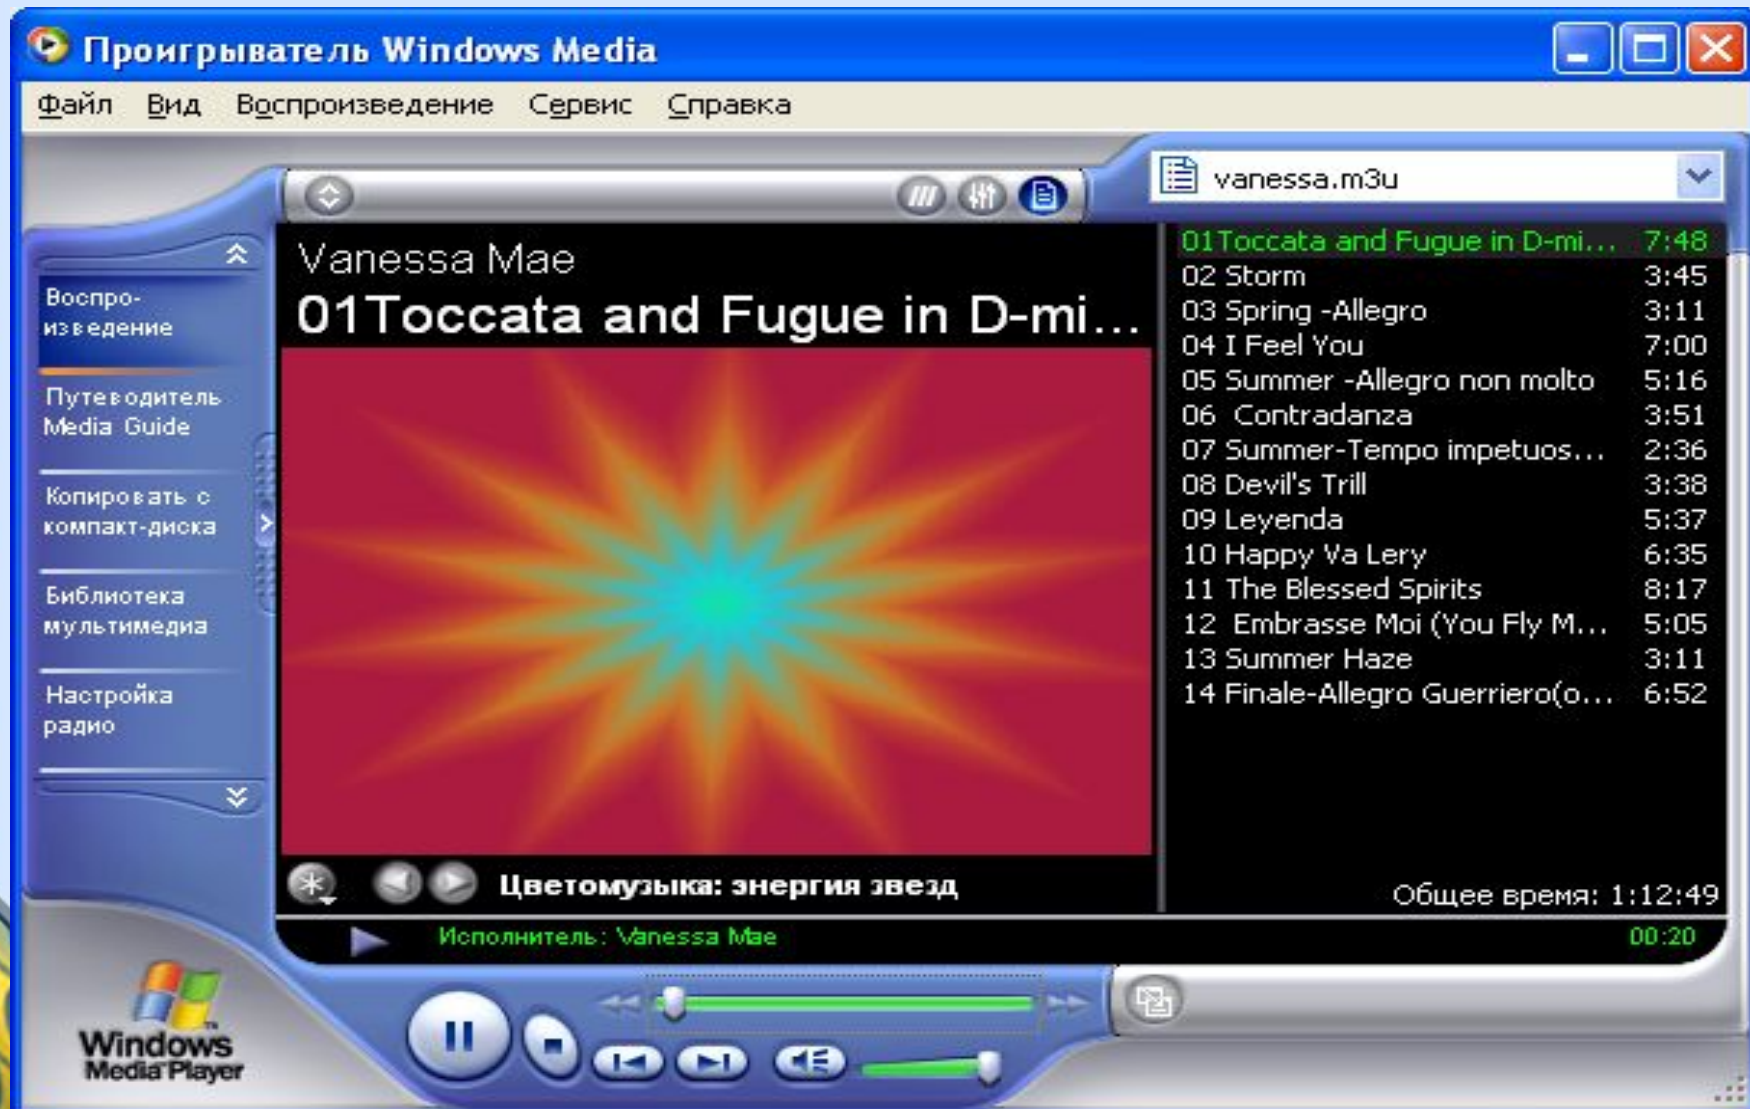 Проигрыватель Windows Media
Файл Вид Воспроизведение Сервис Справка
vanessa.m3u
Воспро-
изведение
Путеводитель
Media Guide
Копировать с
компакт-диска
Библиотека
мультимедиа
Настройка
радио
Vanessa Mae
01Toccata and Fugue in D-mi...
01Toccata and Fugue in D-mi... 7:48
02 Storm 3:45
03 Spring -Allegro 3:11
04 I Feel You 7:00
05 Summer -Allegro non molto 5:16
06 Contradanza 3:51
07 Summer-Tempo impetuos... 2:36
08 Devil's Trill 3:38
09 Leyenda 5:37
10 Happy Va Lery 6:35
11 The Blessed Spirits 8:17
12 Embrasse Moi (You Fly M... 5:05
13 Summer Haze 3:11
14 Finale-Allegro Guerriero(o... 6:52
Цветомузыка: энергия звезд
Общее время: 1:12:49
Исполнитель: Vanessa Mae 00:20
Windows
Media Player